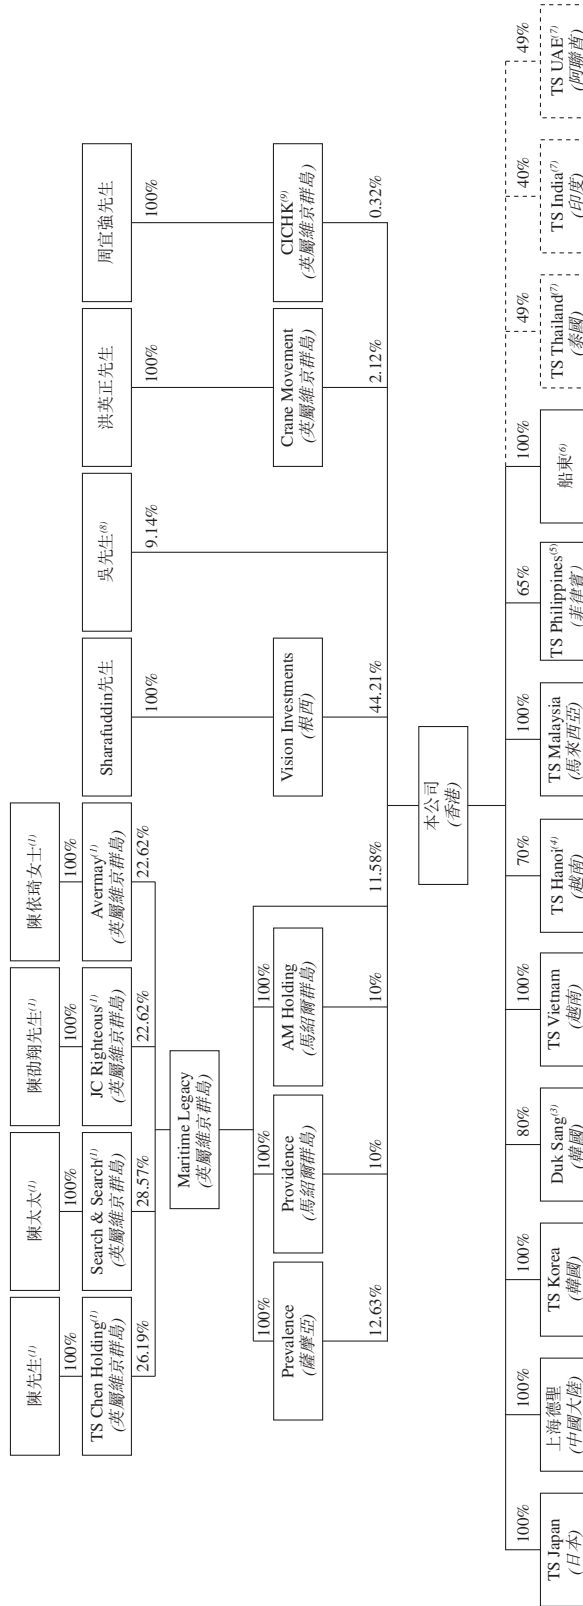 陳先生(1)
陳太太(1)
陳劭翔先生(1)
陳依琦女士(1)
100%
100%
100%
100%
TS Chen Holding(1)
(英屬維京群島)
Search & Search(1)
(英屬維京群島)
JC Righteous(1)
(英屬維京群島)
Avermay(1)
(英屬維京群島)
Sharafuddin先生
吳先生(8)
洪英正先生
周宜強先生
26.19%
28.57%
22.62%
22.62%
100%
9.14%
100%
100%
Maritime Legacy
(英屬維京群島)
100%
100%
100%
Prevalence
(薩摩亞)
Providence
(馬紹爾群島)
AM Holding
(馬紹爾群島)
Vision Investments
(根西)
Crane Movement
(英屬維京群島)
CICHK(9)
(英屬維京群島)
12.63%
10%
10%
11.58%
44.21%
2.12%
0.32%
本公司
(香港)
100%
100%
100%
80%
100%
70%
100%
65%
100%
49%
40%
49%
TS Japan
(日本)
上海德聖
(中國大陸)
TS Korea
(韓國)
Duk Sang(3)
(韓國)
TS Vietnam
(越南)
TS Hanoi(4)
(越南)
TS Malaysia
(馬來西亞)
TS Philippines(5)
(菲律賓)
船東(6)
TS Thailand(7)
(泰國)
TS India(7)
(印度)
TS UAE(7)
(阿聯酋)